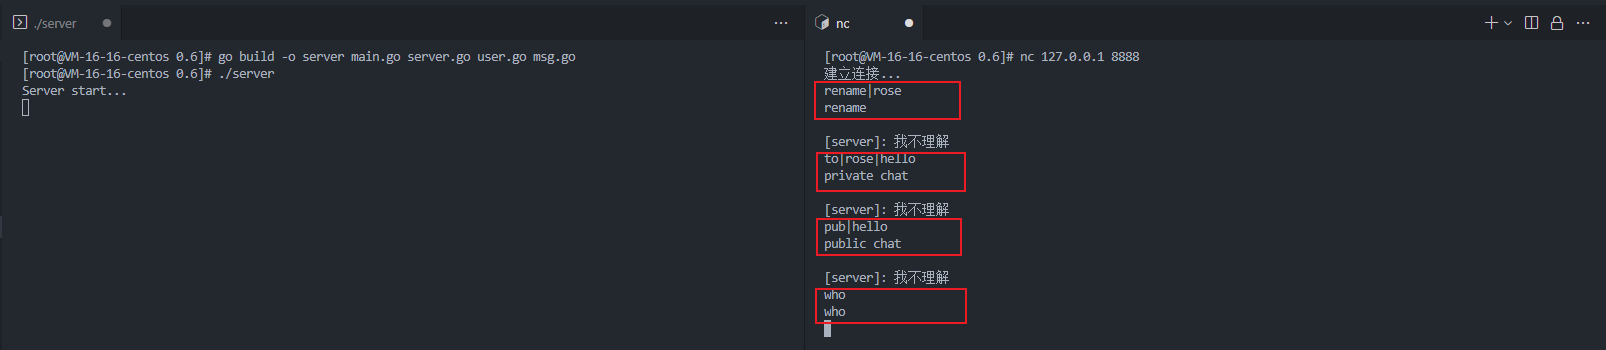 ./server
[root@VM-16-16-centos 0.6]# go build -o server main.go server.go user.go msg.go
[root@VM-16-16-centos 0.6]# ./server
Server start...
nc
[root@VM-16-16-centos 0.6]# nc 127.0.0.1 8888
建立连接...
rename|rose
rename
[server]: 我不理解
to|rose|hello
private chat
[server]: 我不理解
pub|hello
public chat
[server]: 我不理解
who
who